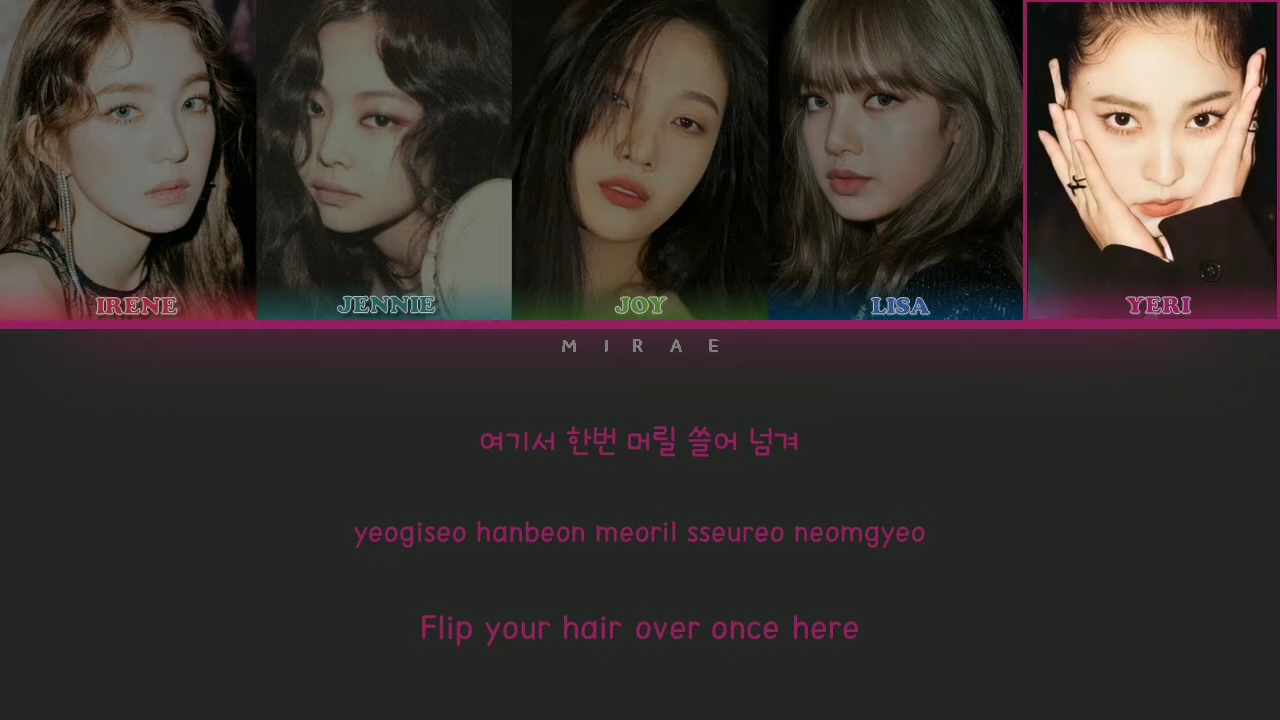 IRENE JENNIE JOY LISA YERI
M I R A E
여기서 한번 머릴 쓸어 넘겨
yeogiseo hanbeon meoril sseureo neomgyeo
Flip your hair over once here